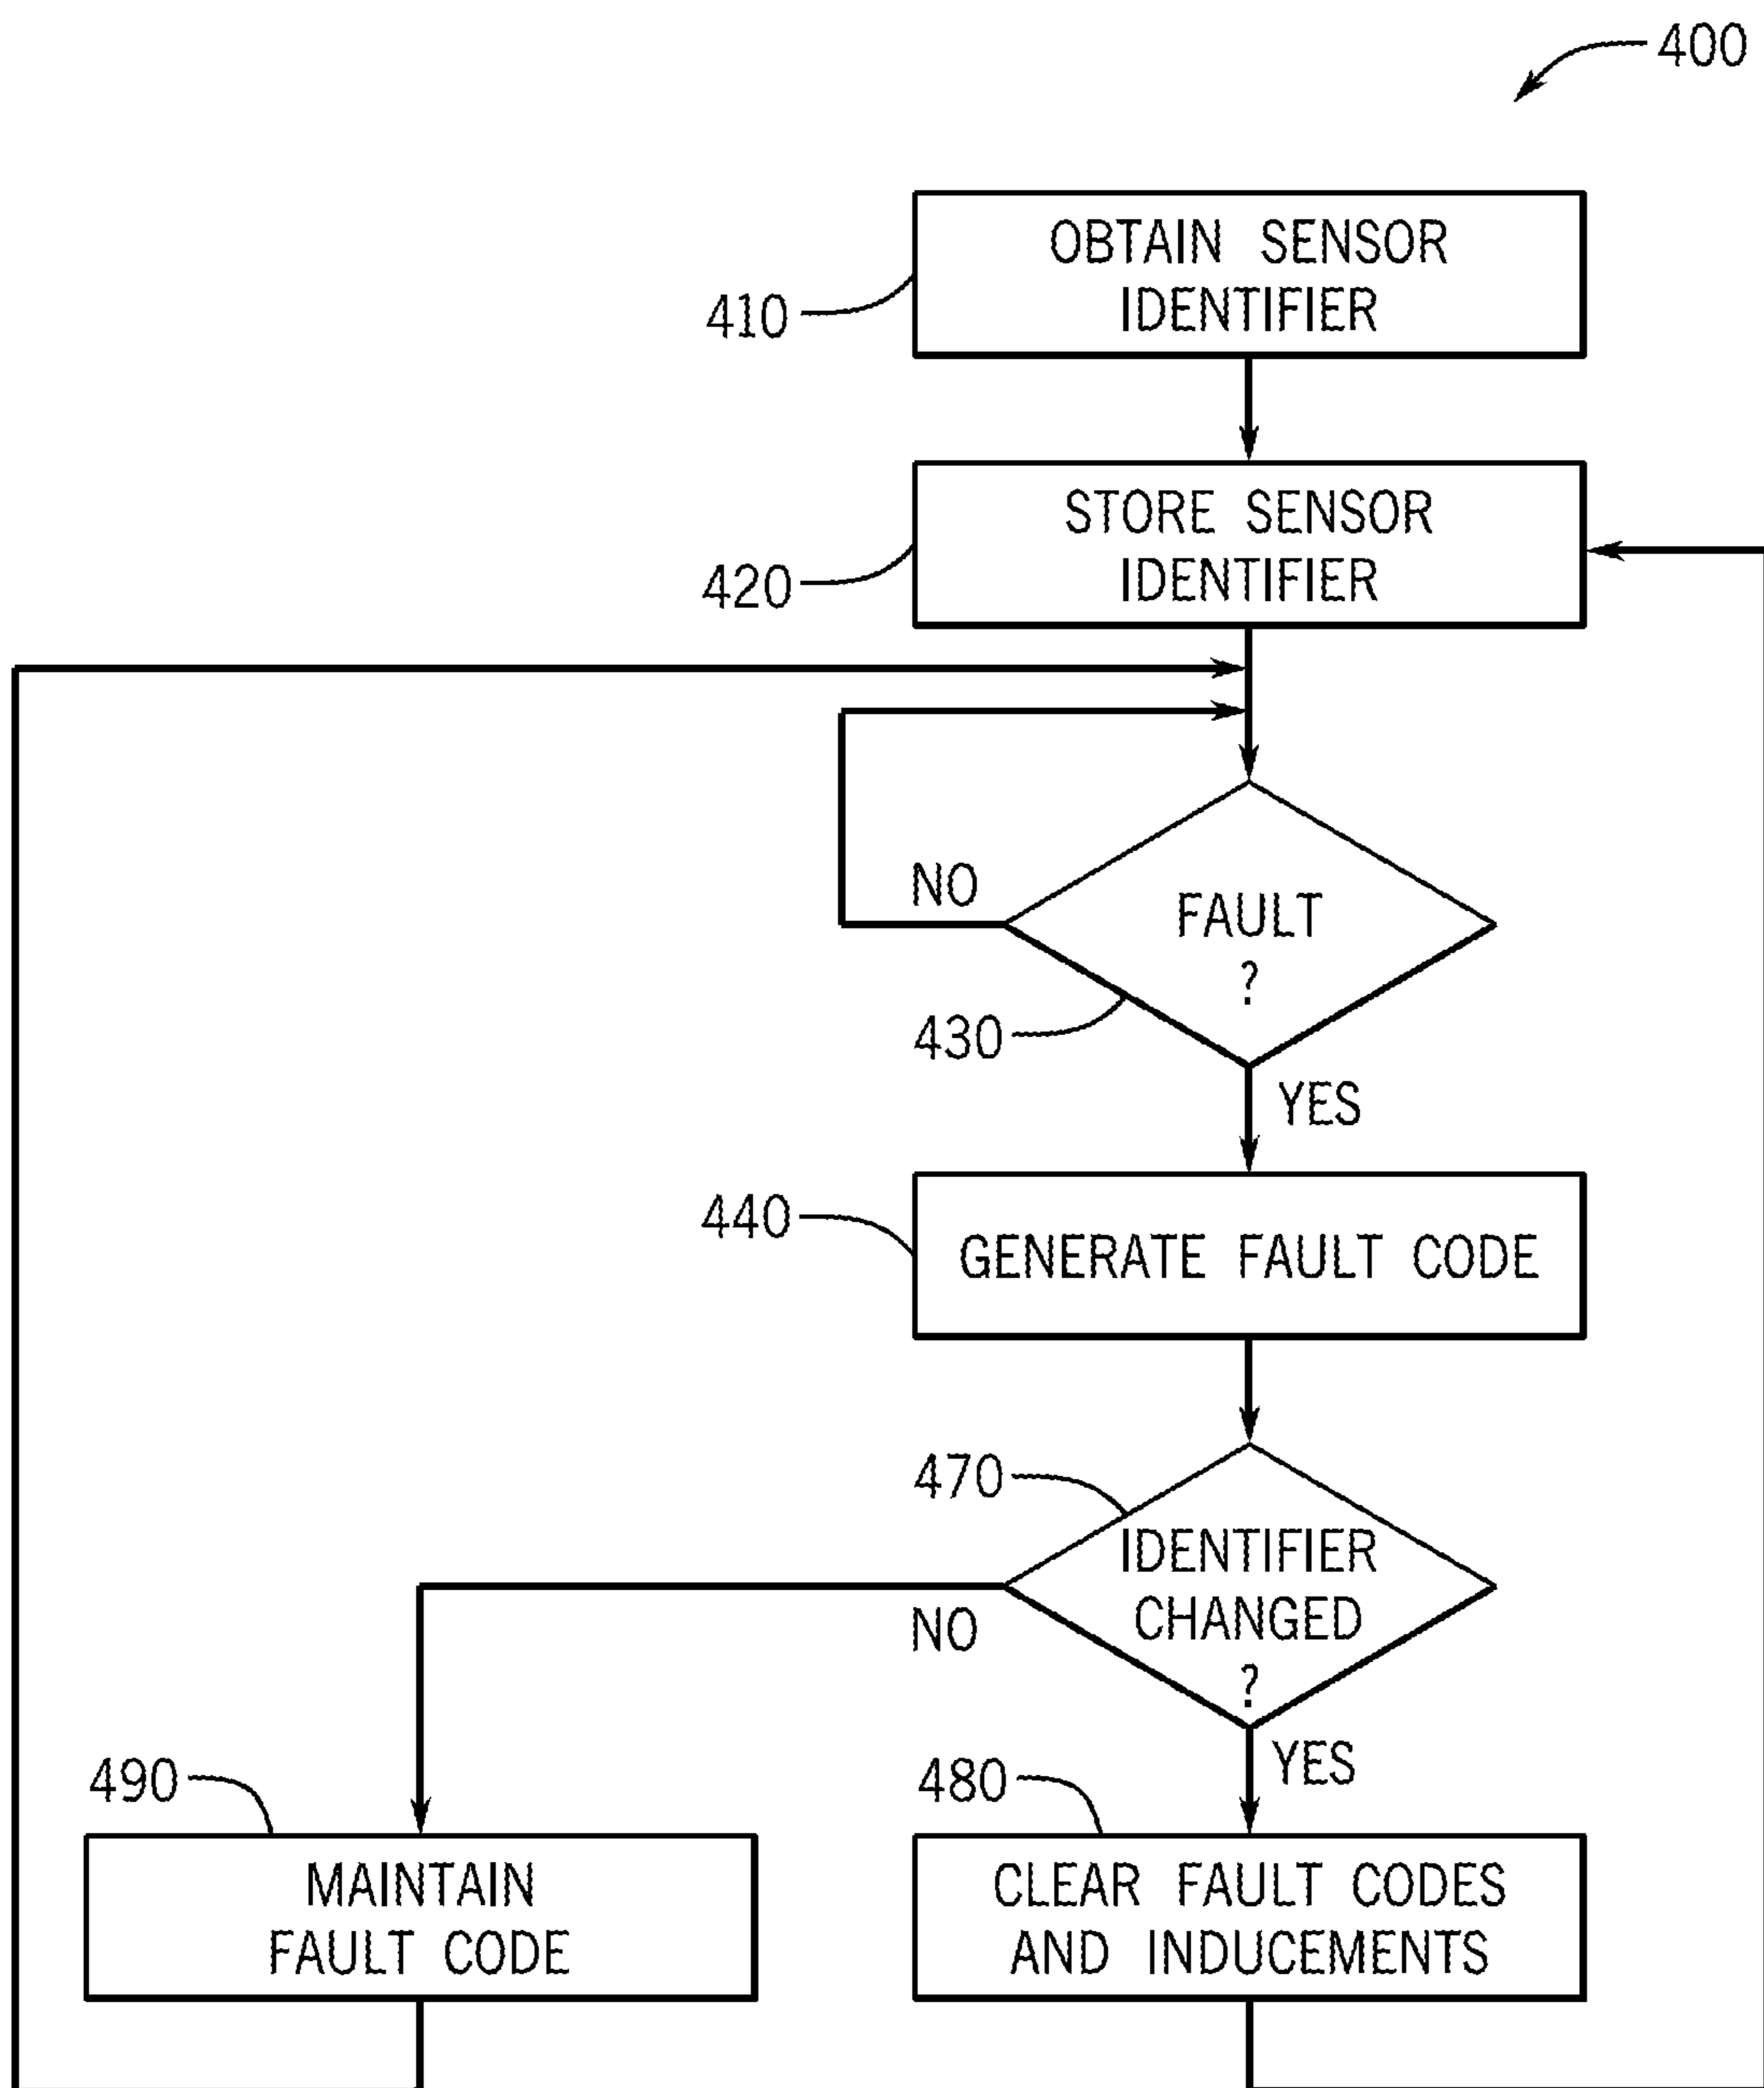 400
OBTAIN SENSOR
IDENTIFIER
410
STORE SENSOR
IDENTIFIER
420
NO
FAULT
?
430
YES
440
GENERATE FAULT CODE
470
IDENTIFIER
CHANGED
?
NO
YES
490
480
MAINTAIN
FAULT CODE
CLEAR FAULT CODES
AND INDUCEMENTS